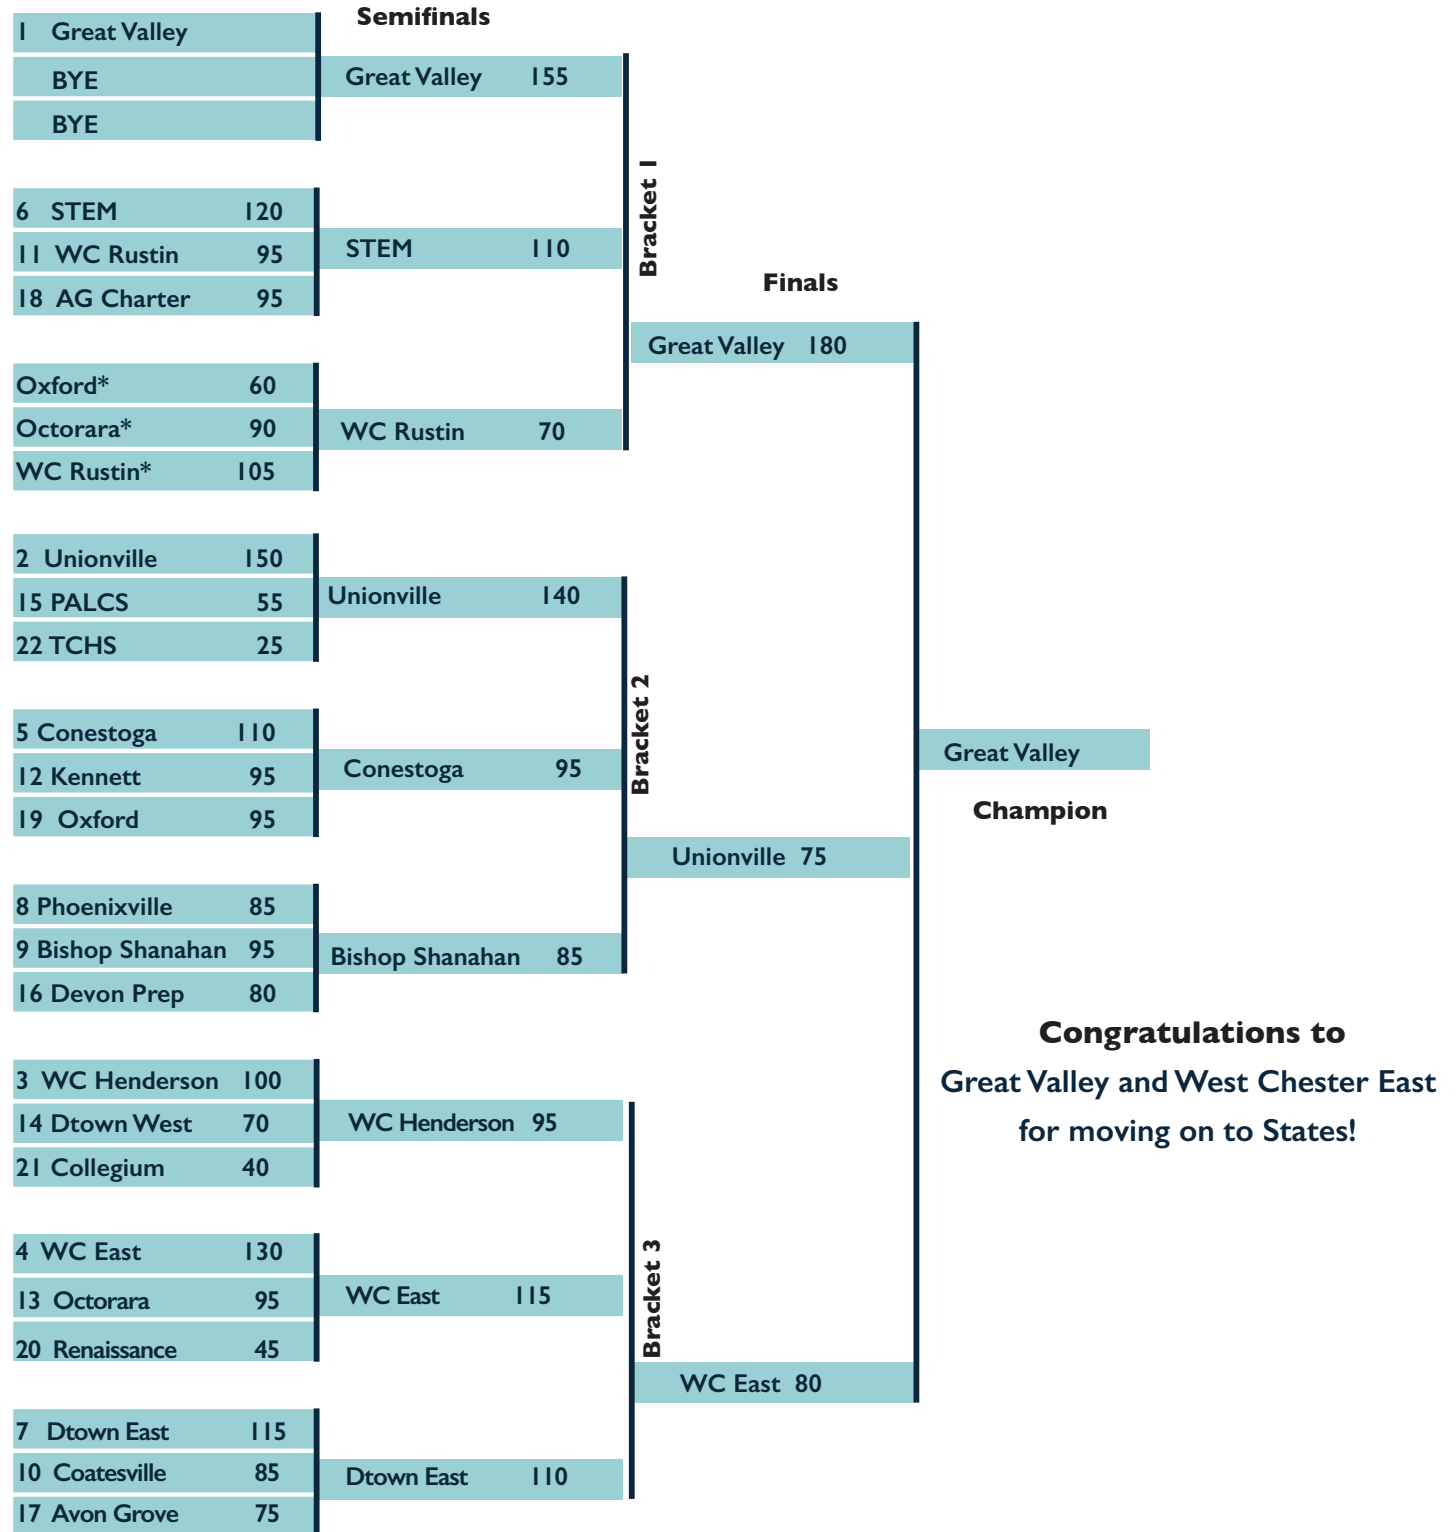 Semifinals
1 Great Valley
BYE
BYE
Great Valley 155
6 STEM 120
11 WC Rustin 95
18 AG Charter 95
STEM 110
Oxford* 60
Octorara* 90
WC Rustin* 105
WC Rustin 70
Bracket 1
2 Unionville 150
15 PALCS 55
22 TCHS 25
Unionville 140
5 Conestoga 110
12 Kennett 95
19 Oxford 95
Conestoga 95
8 Phoenixville 85
9 Bishop Shanahan 95
16 Devon Prep 80
Bishop Shanahan 85
Bracket 2
3 WC Henderson 100
14 Dtown West 70
21 Collegium 40
WC Henderson 95
4 WC East 130
13 Octorara 95
20 Renaissance 45
WC East 115
7 Dtown East 115
10 Coatesville 85
17 Avon Grove 75
Dtown East 110
Bracket 3
Finals
Great Valley 180
Unionville 75
WC East 80
Great Valley
Champion
Congratulations to
Great Valley and West Chester East
for moving on to States!